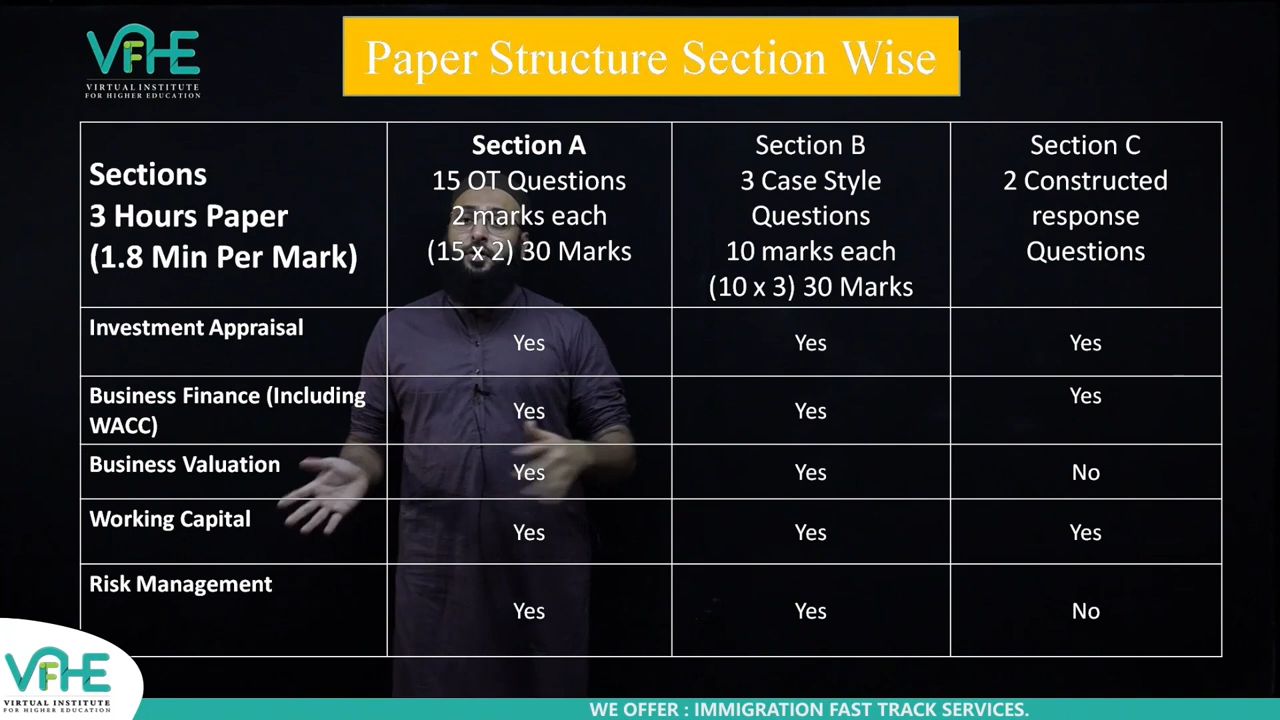 VIFHE
VIRTUAL INSTITUTE
FOR HIGHER EDUCATION
Paper Structure Section Wise
Sections
3 Hours Paper
(1.8 Min Per Mark)
Section A
15 OT Questions
2 marks each
(15 x 2) 30 Marks
Section B
3 Case Style
Questions
10 marks each
(10 x 3) 30 Marks
Section C
2 Constructed
response
Questions
Investment Appraisal
Yes
Yes
Yes
Business Finance (Including
WACC)
Yes
Yes
Yes
Business Valuation
Yes
Yes
No
Working Capital
Yes
Yes
Yes
Risk Management
Yes
Yes
No
VIFHE
VIRTUAL INSTITUTE
FOR HIGHER EDUCATION
WE OFFER : IMMIGRATION FAST TRACK SERVICES.